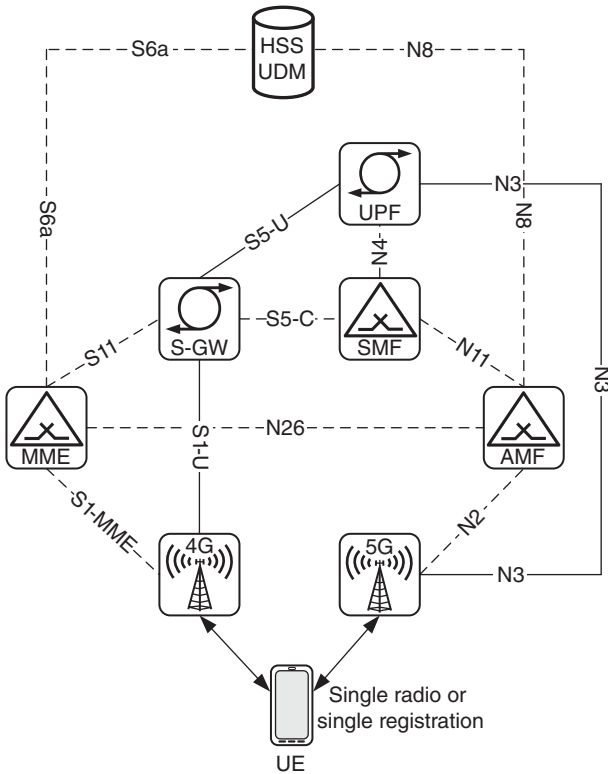 HSS
UDM
S6a
N8
S6a
N8
UPF
N3
S5-U
N4
S-GW
S5-C
SMF
S11
N11
N3
MME
N26
AMF
S1-U
S1-MME
N2
4G
5G
N3
Single radio or
single registration
UE